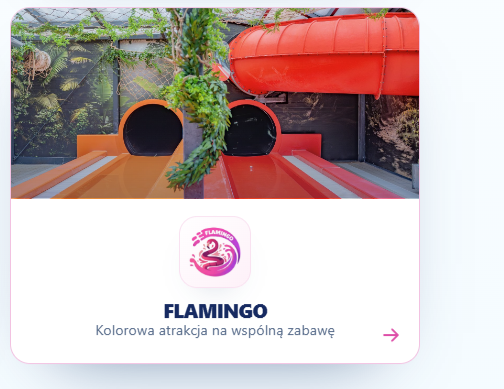 FLAMINGO
FLAMINGO
Kolorowa atrakcja na wspólną zabawę